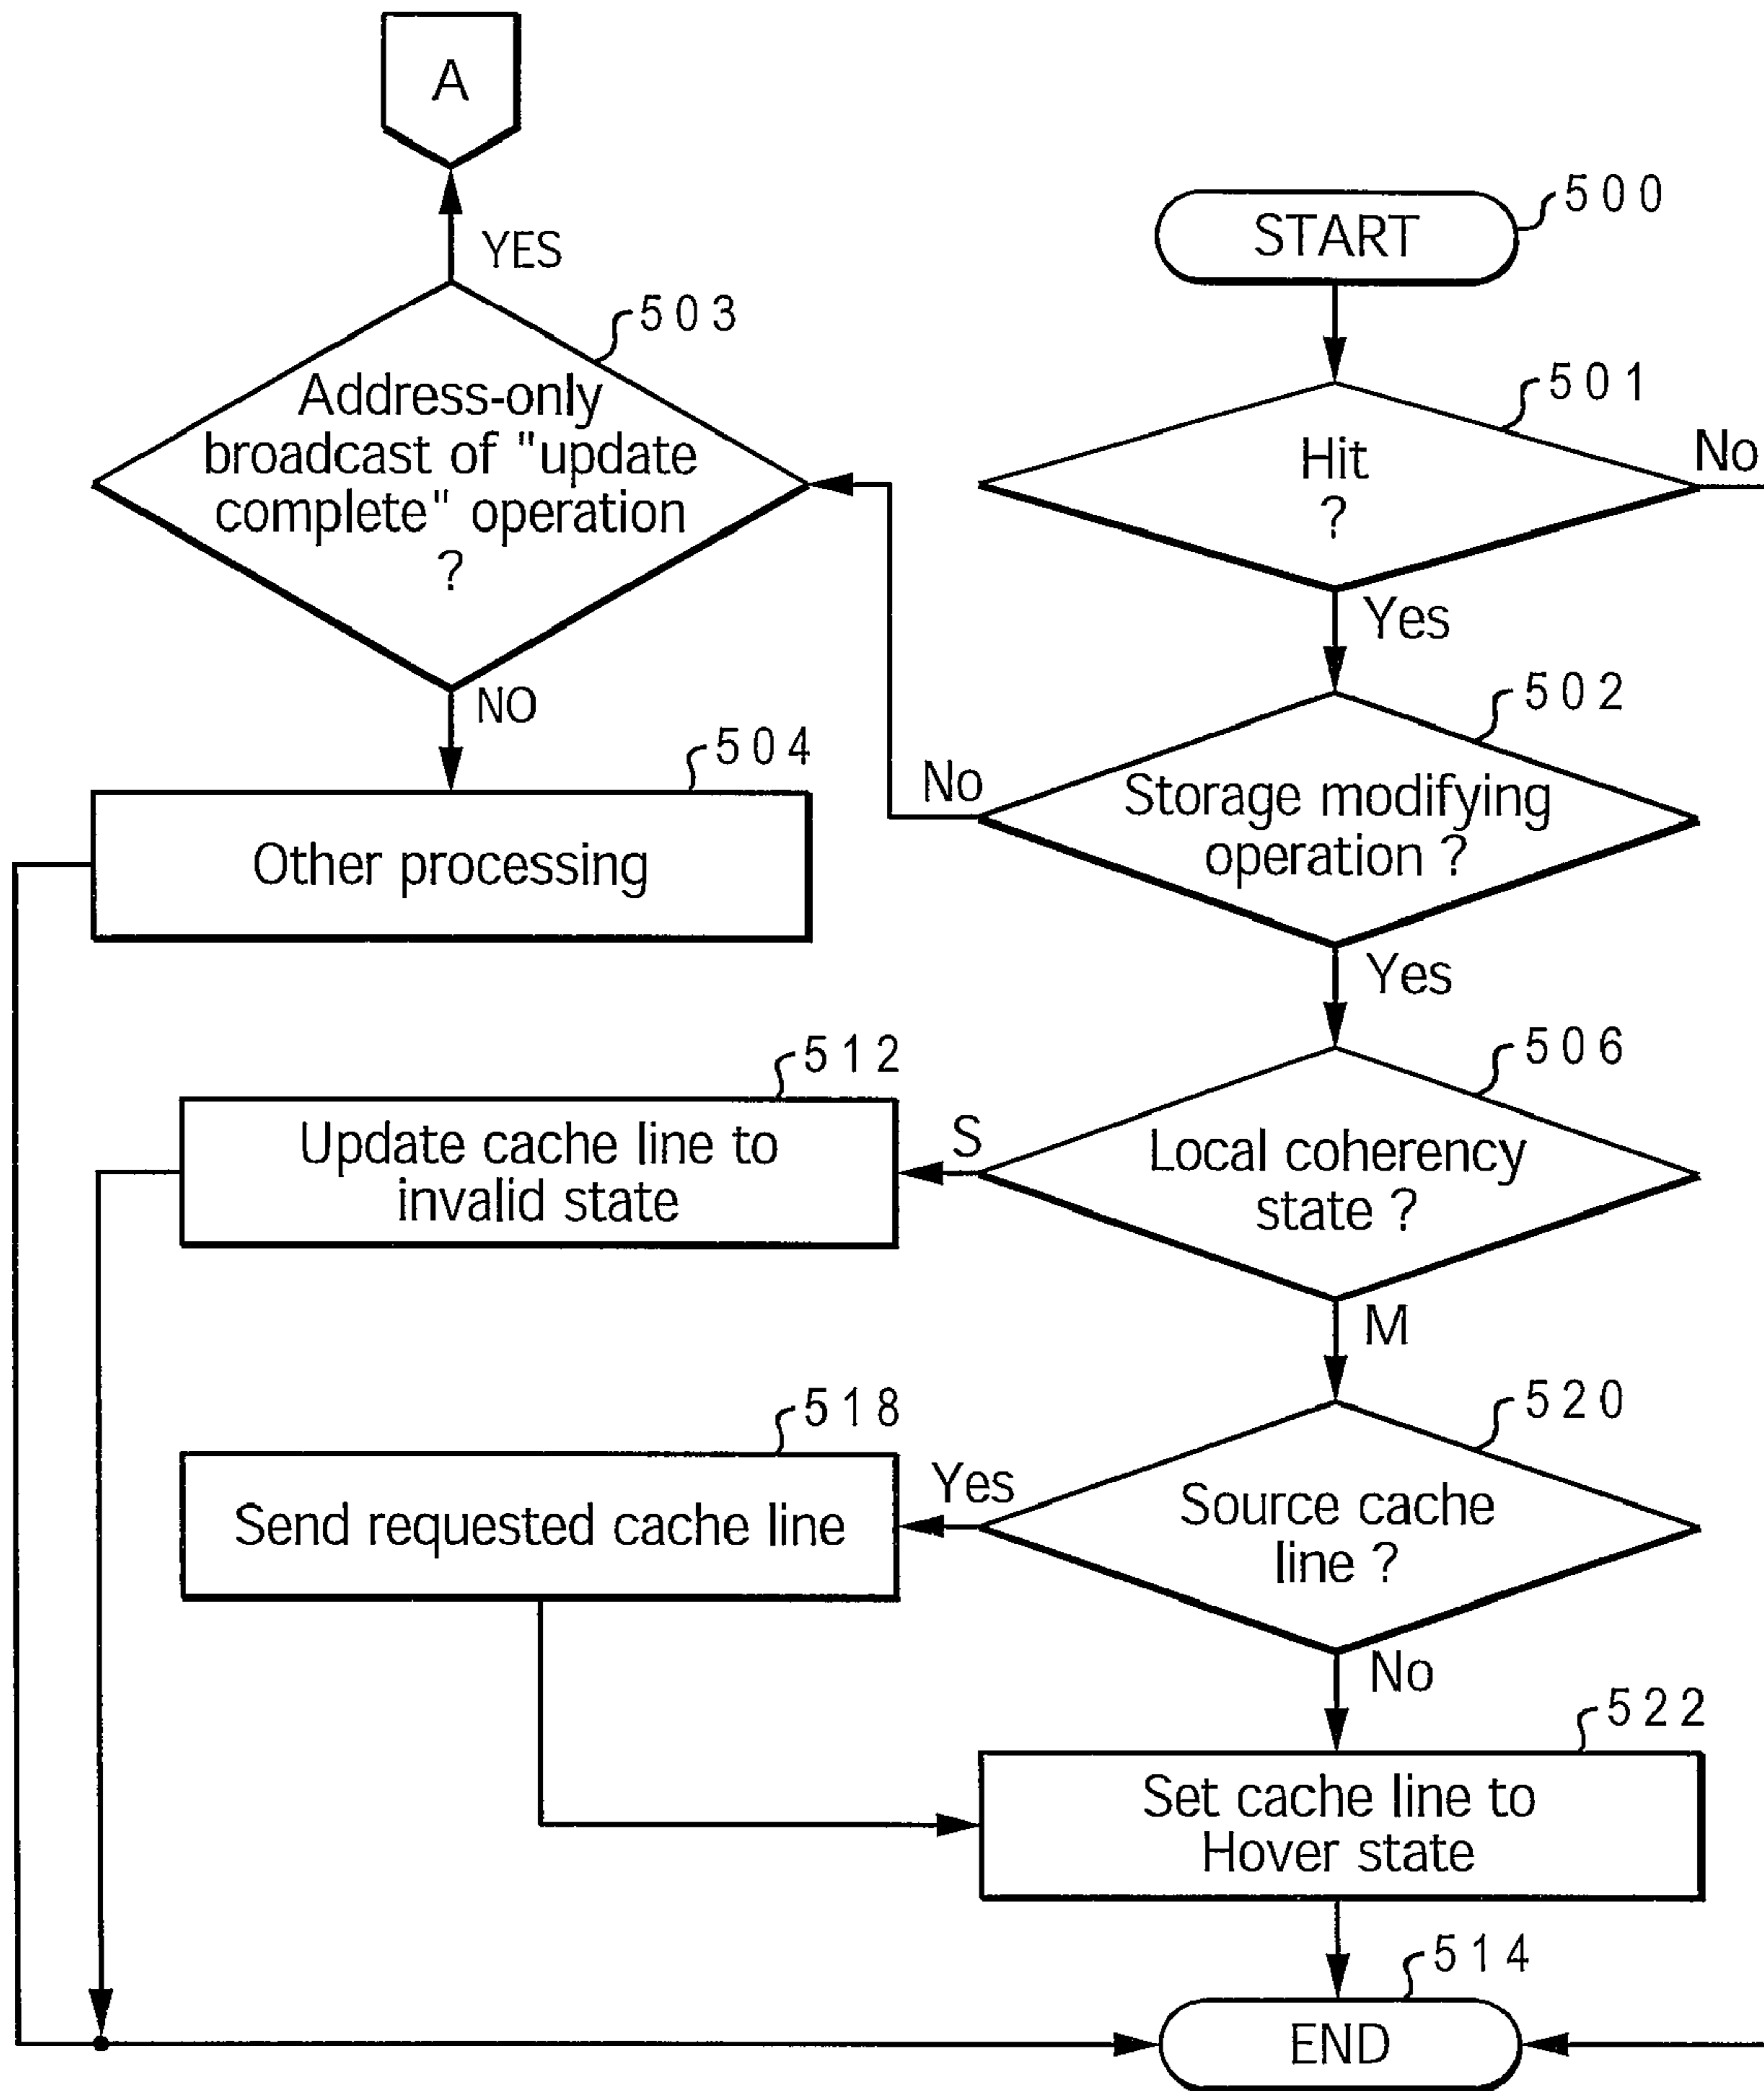 A
YES
START
500
503
Address-only
broadcast of "update
complete" operation
?
501
Hit
?
No
Yes
NO
502
Storage modifying
operation ?
No
504
Other processing
Yes
506
Local coherency
state ?
S
512
Update cache line to
invalid state
M
520
Source cache
line ?
Yes
518
Send requested cache line
No
522
Set cache line to
Hover state
514
END